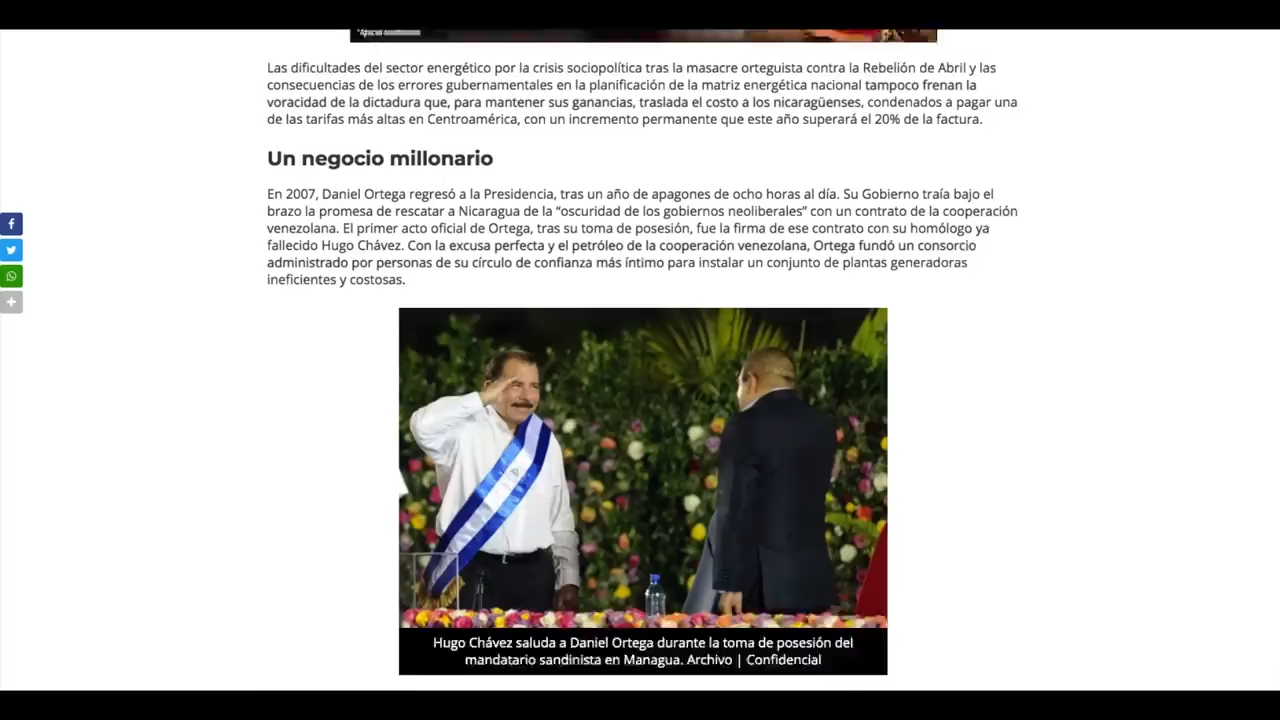 Las dificultades del sector energético por la crisis sociopolítica tras la masacre orteguista contra la Rebelión de Abril y las
consecuencias de los errores gubernamentales en la planificación de la matriz energética nacional tampoco frenan la
voracidad de la dictadura que, para mantener sus ganancias, traslada el costo a los nicaragüenses, condenados a pagar una
de las tarifas más altas en Centroamérica, con un incremento permanente que este año superará el 20% de la factura.
Un negocio millonario
En 2007, Daniel Ortega regresó a la Presidencia, tras un año de apagones de ocho horas al día. Su Gobierno traía bajo el
brazo la promesa de rescatar a Nicaragua de la “oscuridad de los gobiernos neoliberales” con un contrato de la cooperación
venezolana. El primer acto oficial de Ortega, tras su toma de posesión, fue la firma de ese contrato con su homólogo ya
fallecido Hugo Chávez. Con la excusa perfecta y el petróleo de la cooperación venezolana, Ortega fundó un consorcio
administrado por personas de su círculo de confianza más íntimo para instalar un conjunto de plantas generadoras
ineficientes y costosas.
Hugo Chávez saluda a Daniel Ortega durante la toma de posesión del
mandatario sandinista en Managua. Archivo | Confidencial